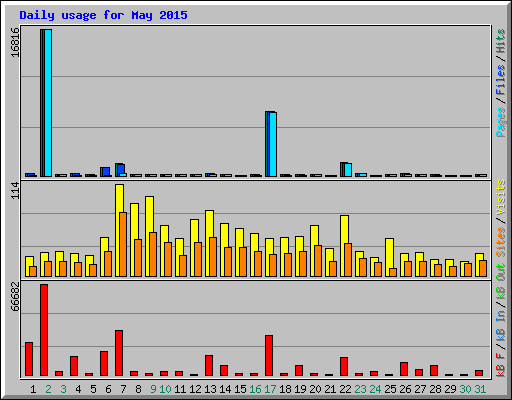 Daily usage for May 2015
16816
Pages / Files / Hits
114
Sites / Visits
66682
kB F / kB In / kB Out
1 2 3 4 5 6 7 8 9 10 11 12 13 14 15 16 17 18 19 20 21 22 23 24 25 26 27 28 29 30 31